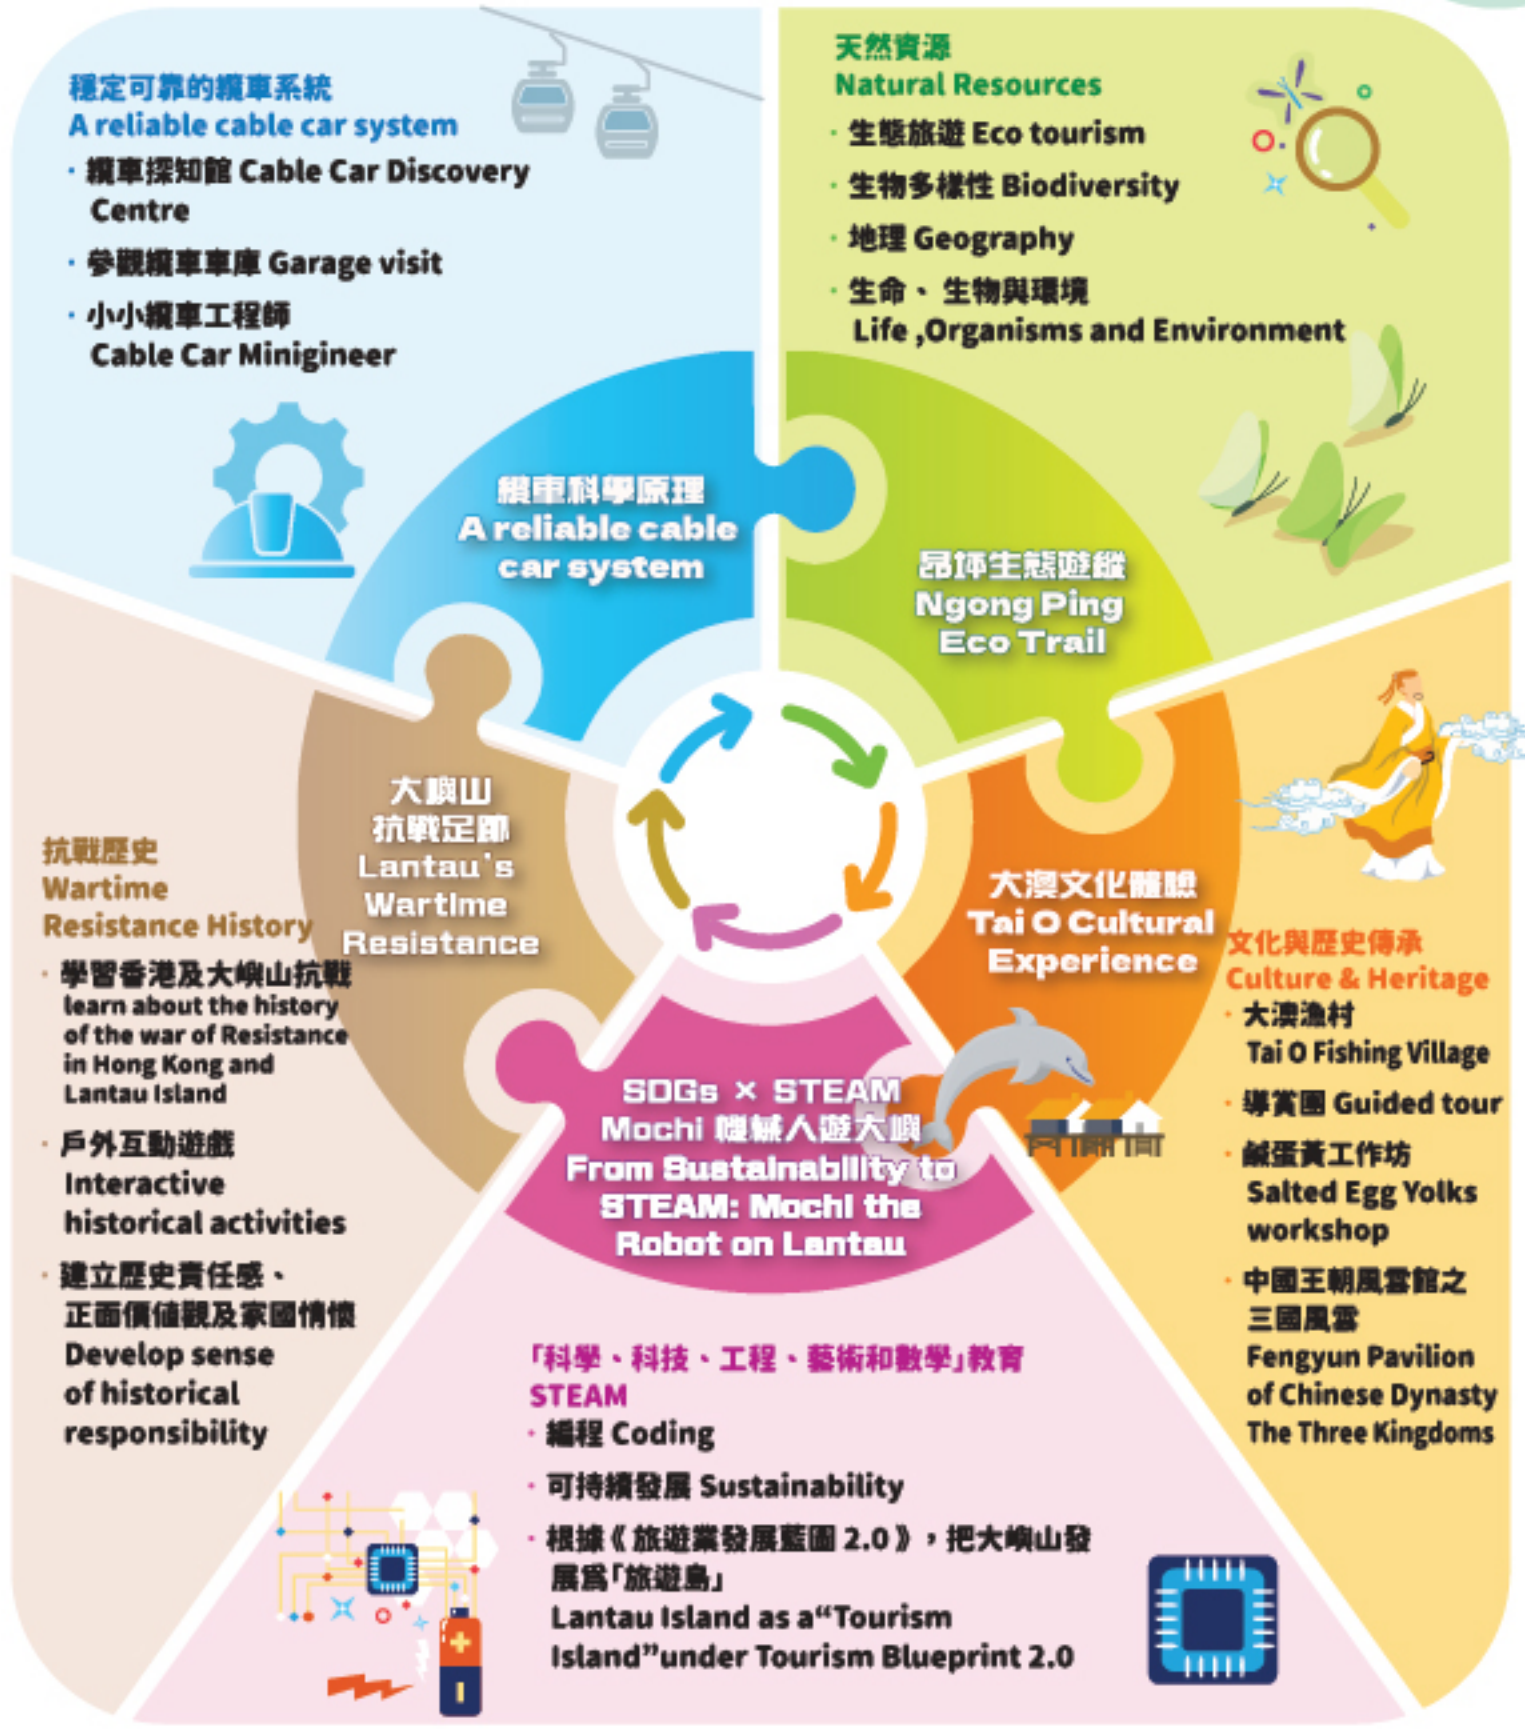 穩定可靠的纜車系統
A reliable cable car system
· 纜車探知館 Cable Car Discovery
Centre
· 參觀纜車車庫 Garage visit
· 小小纜車工程師
Cable Car Minigineer
天然資源
Natural Resources
· 生態旅遊 Eco tourism
· 生物多樣性 Biodiversity
· 地理 Geography
· 生命、 生物與環境
Life ,Organisms and Environment
纜車科學原理
A reliable cable
car system
昂坪生態遊蹤
Ngong Ping
Eco Trail
大嶼山
抗戰足跡
Lantau's
Wartime
Resistance
大澳文化體驗
Tai O Cultural
Experience
SDGs × STEAM
Mochi 機械人遊大嶼
From Sustainability to
STEAM: Mochi the
Robot on Lantau
抗戰歷史
Wartime
Resistance History
· 學習香港及大嶼山抗戰
learn about the history
of the war of Resistance
in Hong Kong and
Lantau Island
· 戶外互動遊戲
Interactive
historical activities
· 建立歷史責任感、
正面價值觀及家國情懷
Develop sense
of historical
responsibility
文化與歷史傳承
Culture & Heritage
· 大澳漁村
Tai O Fishing Village
· 導賞團 Guided tour
· 鹹蛋黃工作坊
Salted Egg Yolks
workshop
· 中國王朝風雲館之
三國風雲
Fengyun Pavilion
of Chinese Dynasty
The Three Kingdoms
「科學、科技、工程、藝術和數學」教育
STEAM
· 編程 Coding
· 可持續發展 Sustainability
· 根據《旅遊業發展藍圖 2.0》，把大嶼山發
展為「旅遊島」
Lantau Island as a“Tourism
Island”under Tourism Blueprint 2.0